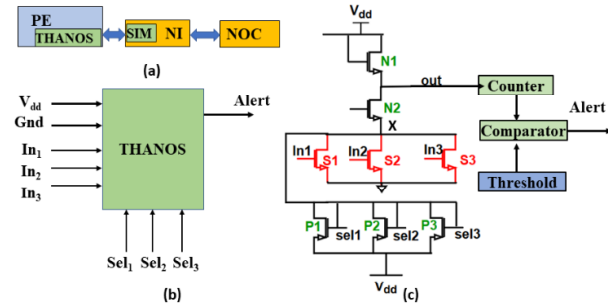 PE
THANOS
SIM
NI
NOC
(a)
Vdd
Gnd
In1
In2
In3
THANOS
Alert
Sel1
Sel2
Sel3
(b)
Vdd
N1
out
N2
X
In1
S1
In2
S2
In3
S3
P1
sel1
P2
sel2
P3
sel3
Vdd
(c)
Counter
Alert
Comparator
Threshold